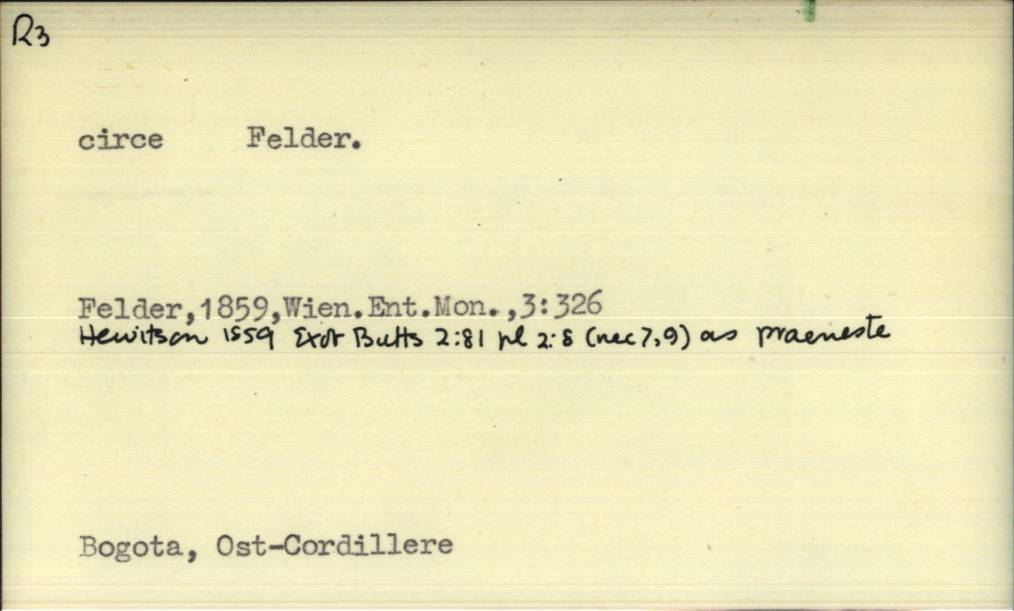 R3
circe Felder.
Felder,1859,Wien.Ent.Mon.,3:326
Hewitson 1859 Exot Butts 2:81 pl 2:8 (nec 7,9) as praeneste
Bogota, Ost-Cordillere